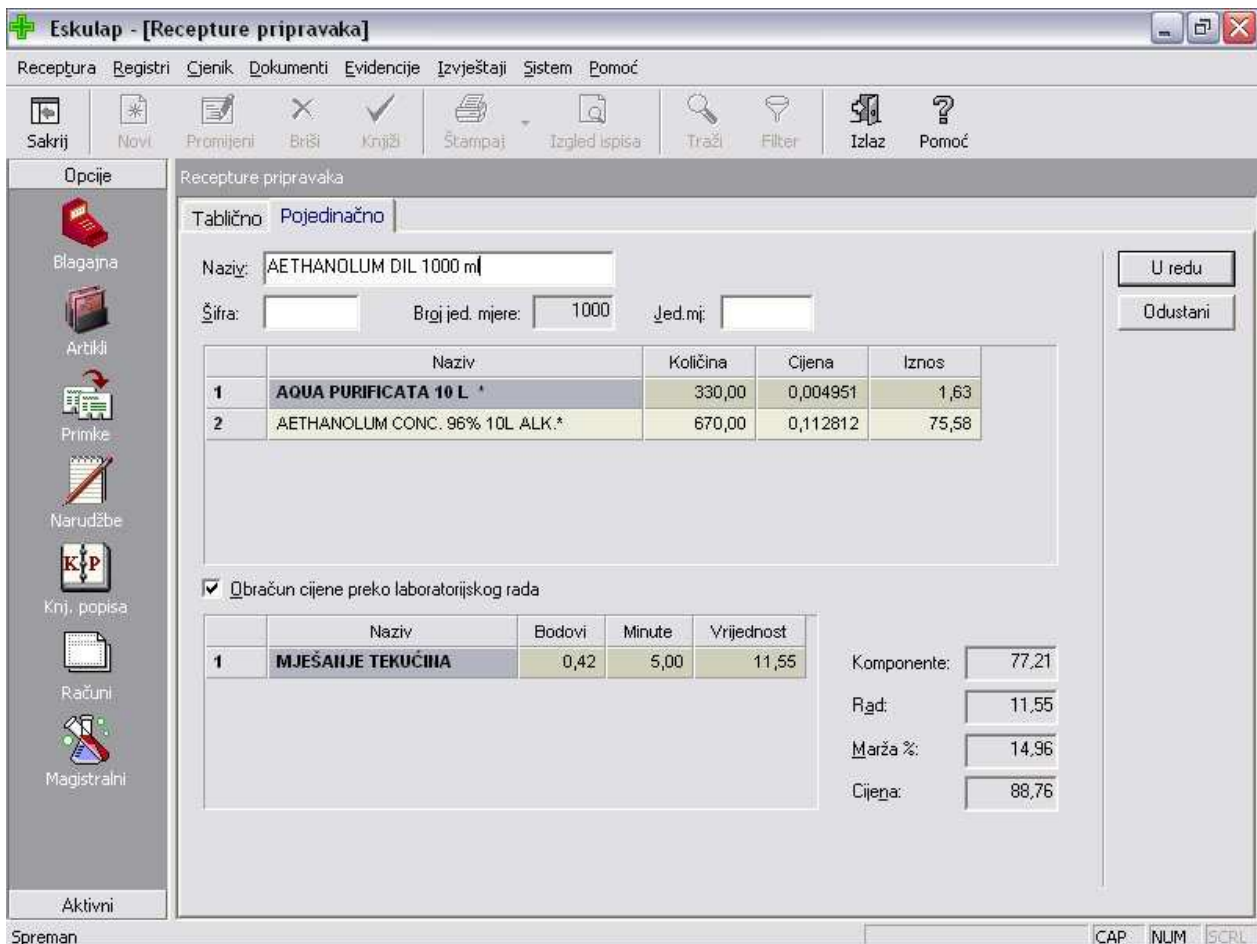 Eskulap - [Recepture pripravaka]
Receptura Registri Cjenik Dokumenti Evidencije Izvještaji Sistem Pomoć
Sakrij Novi Promijeni Briši Knjiži Štampaj Izgled ispisa Traži Filter Izlaz Pomoć
Opcije
Blagajna
Artikli
Primke
Narudžbe
K P
Knj. popisa
Računi
Magistralni
Aktivni
Recepture pripravaka
Tablično Pojedinačno
Naziv: AETHANOLUM DIL 1000 ml
Šifra: Broj jed. mjere: 1000 Jed.mj:
U redu
Odustani
Naziv Količina Cijena Iznos
1 AQUA PURIFICATA 10 L * 330,00 0,004951 1,63
2 AETHANOLUM CONC. 96% 10L ALK.* 670,00 0,112812 75,58
Obračun cijene preko laboratorijskog rada
Naziv Bodovi Minute Vrijednost
1 MJEŠANJE TEKUĆINA 0,42 5,00 11,55
Komponente: 77,21
Rad: 11,55
Marža %: 14,96
Cijena: 88,76
Spreman CAP NUM SCRL